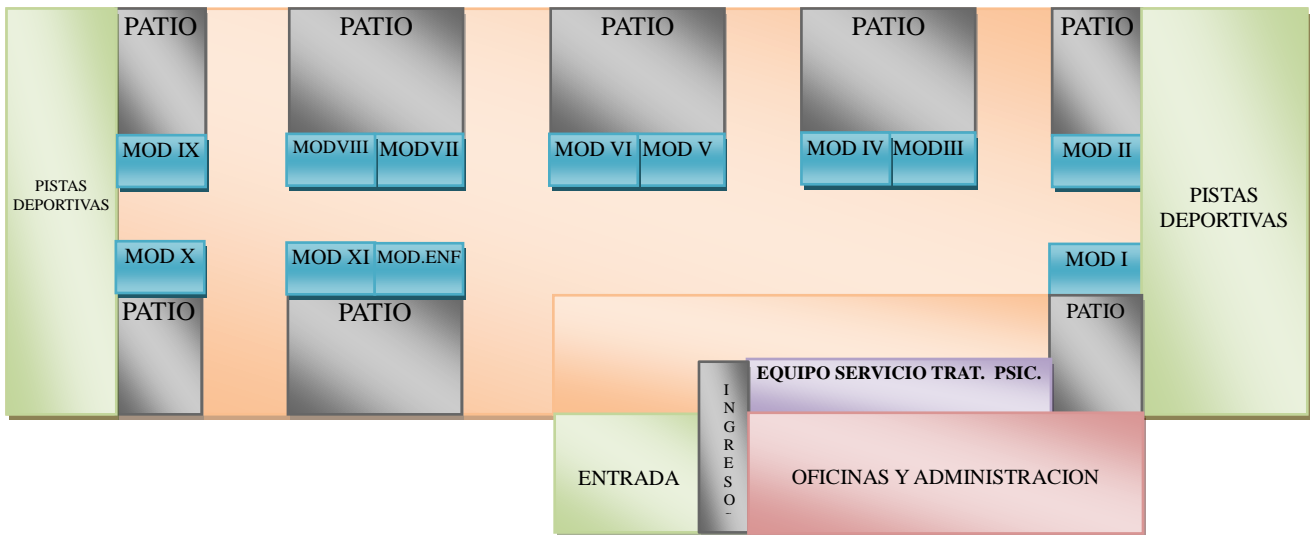 PATIO
PATIO
PATIO
PATIO
PATIO
MOD IX
MODVIII
MODVII
MOD VI
MOD V
MOD IV
MODIII
MOD II
PISTAS
DEPORTIVAS
PISTAS
DEPORTIVAS
MOD X
MOD XI
MOD.ENF
MOD I
PATIO
PATIO
PATIO
EQUIPO SERVICIO TRAT. PSIC.
INGRESO
ENTRADA
OFICINAS Y ADMINISTRACION